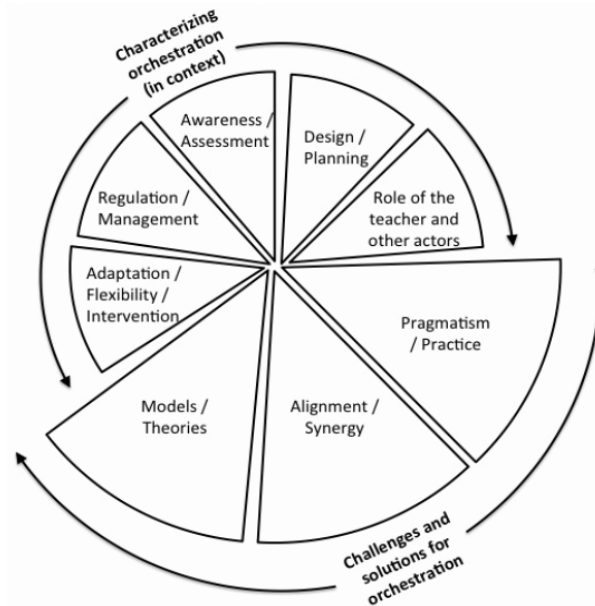 Characterizing
orchestration
(in context)
Awareness /
Assessment
Design /
Planning
Regulation /
Management
Role of the
teacher and
other actors
Adaptation /
Flexibility /
Intervention
Pragmatism
/ Practice
Models /
Theories
Alignment /
Synergy
Challenges and
solutions for
orchestration